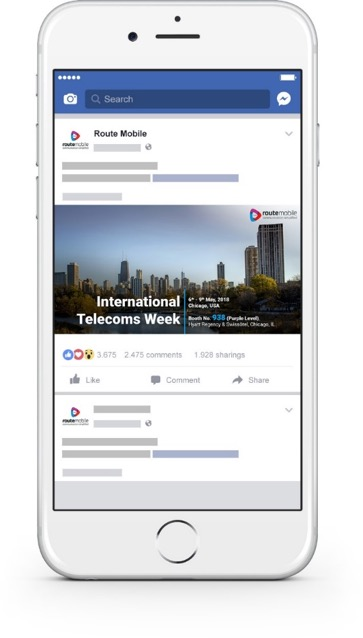 Search
Route Mobile
routemobile
routemobile
International
Telecoms Week
6th - 9th May, 2018
Chicago, USA
Booth No: 938 (Purple Level)
Hyatt Regency & Swissôtel, Chicago, IL
3.675 2.475 comments 1.928 sharings
Like Comment Share
routemobile